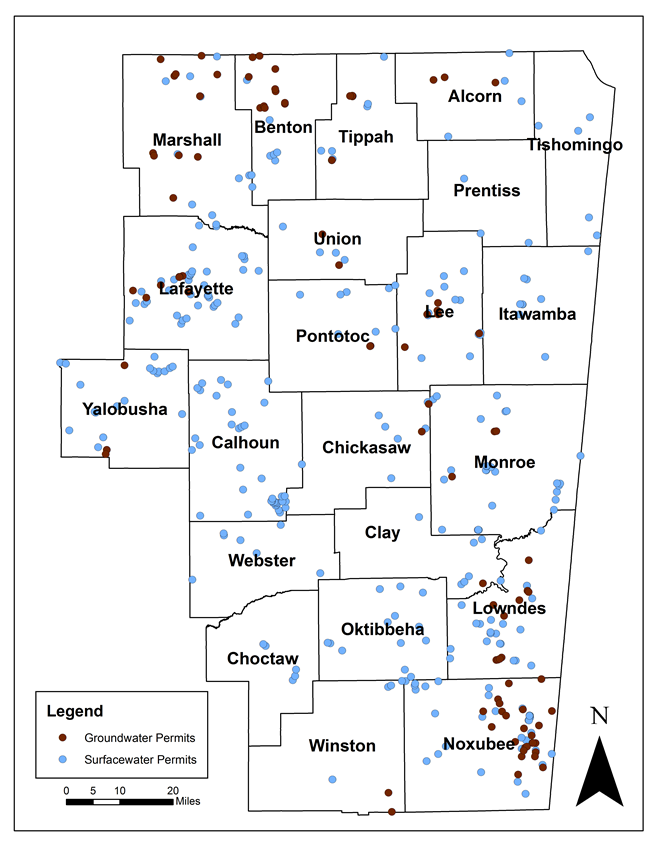 Alcorn
Benton
Marshall
Tippah
Tishomingo
Prentiss
Union
Lafayette
Lee
Itawamba
Pontotoc
Yalobusha
Calhoun
Chickasaw
Monroe
Clay
Webster
Lowndes
Oktibbeha
Choctaw
Legend
Groundwater Permits
Surfacewater Permits
0 5 10 20
Miles
Winston
Noxubee
N